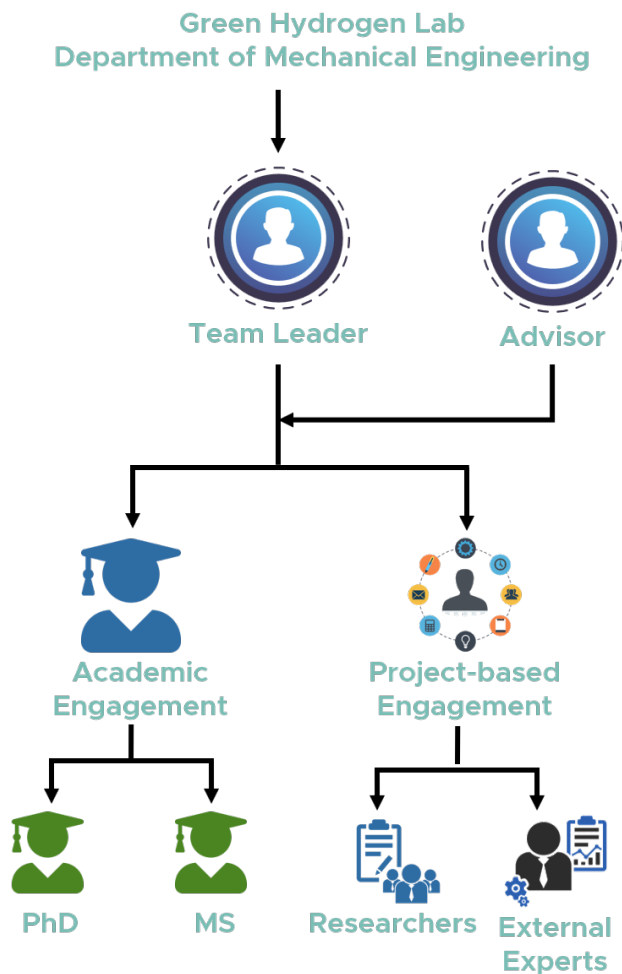 Green Hydrogen Lab
Department of Mechanical Engineering
Team Leader
Advisor
Academic
Engagement
Project-based
Engagement
PhD
MS
Researchers
External
Experts